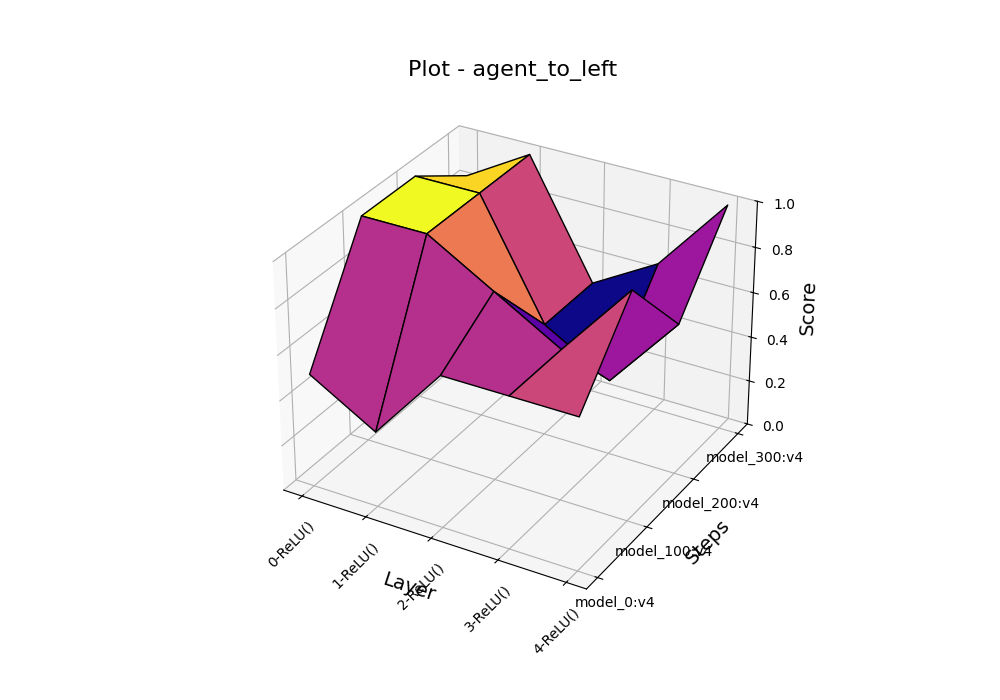 Plot - agent_to_left
1.0
0.8
0.6
0.4
0.2
0.0
Score
model_300:v4
model_200:v4
model_100:v4
model_0:v4
Steps
0-ReLU()
1-ReLU()
2-ReLU()
3-ReLU()
4-ReLU()
Layer